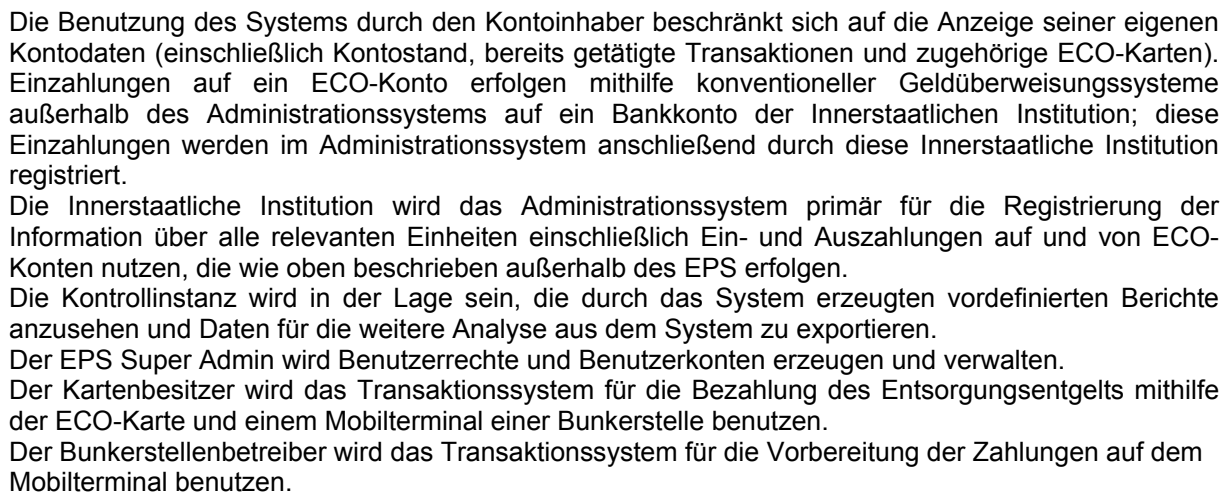 Die Benutzung des Systems durch den Kontoinhaber beschränkt sich auf die Anzeige seiner eigenen
Kontodaten (einschließlich Kontostand, bereits getätigte Transaktionen und zugehörige ECO-Karten).
Einzahlungen auf ein ECO-Konto erfolgen mithilfe konventioneller Geldüberweisungssysteme
außerhalb des Administrationssystems auf ein Bankkonto der Innerstaatlichen Institution; diese
Einzahlungen werden im Administrationssystem anschließend durch diese Innerstaatliche Institution
registriert.
Die Innerstaatliche Institution wird das Administrationssystem primär für die Registrierung der
Information über alle relevanten Einheiten einschließlich Ein- und Auszahlungen auf und von ECO-
Konten nutzen, die wie oben beschrieben außerhalb des EPS erfolgen.
Die Kontrollinstanz wird in der Lage sein, die durch das System erzeugten vordefinierten Berichte
anzusehen und Daten für die weitere Analyse aus dem System zu exportieren.
Der EPS Super Admin wird Benutzerrechte und Benutzerkonten erzeugen und verwalten.
Der Kartenbesitzer wird das Transaktionssystem für die Bezahlung des Entsorgungsentgelts mithilfe
der ECO-Karte und einem Mobilterminal einer Bunkerstelle benutzen.
Der Bunkerstellenbetreiber wird das Transaktionssystem für die Vorbereitung der Zahlungen auf dem
Mobilterminal benutzen.